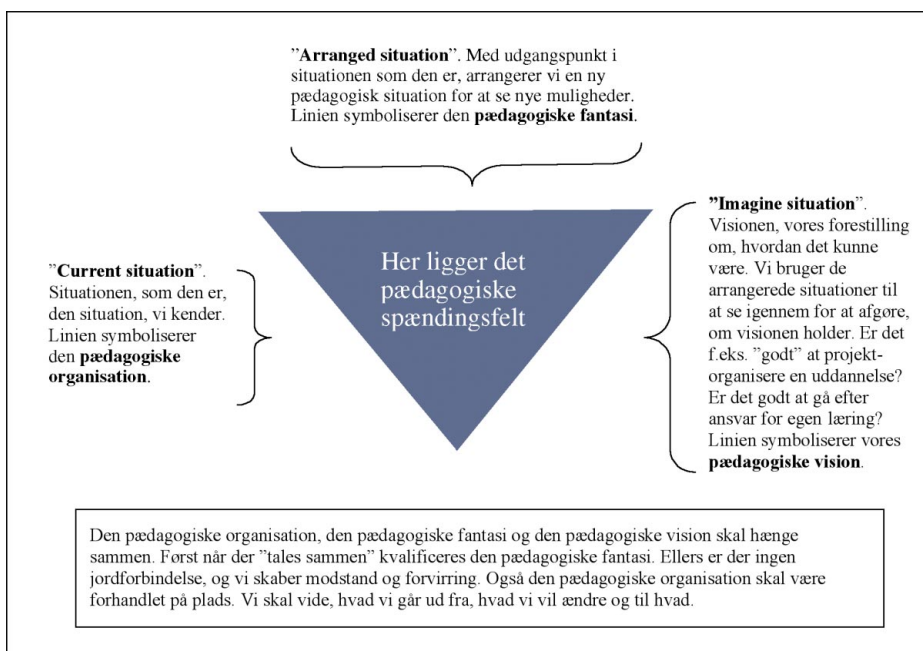 ”Arranged situation”. Med udgangspunkt i
situationen som den er, arrangerer vi en ny
pædagogisk situation for at se nye muligheder.
Linien symboliserer den pædagogiske fantasi.
”Current situation”.
Situationen, som den er,
den situation, vi kender.
Linien symboliserer
den pædagogiske
organisation.
Her ligger det
pædagogiske
spændingsfelt
”Imagine situation”.
Visionen, vores forestilling
om, hvordan det kunne
være. Vi bruger de
arrangerede situationer til
at se igennem for at afgøre,
om visionen holder. Er det
f.eks. ”godt” at projekt-
organisere en uddannelse?
Er det godt at gå efter
ansvar for egen læring?
Linien symboliserer vores
pædagogiske vision.
Den pædagogiske organisation, den pædagogiske fantasi og den pædagogiske vision skal hænge
sammen. Først når der ”tales sammen” kvalificeres den pædagogiske fantasi. Ellers er der ingen
jordforbindelse, og vi skaber modstand og forvirring. Også den pædagogiske organisation skal være
forhandlet på plads. Vi skal vide, hvad vi går ud fra, hvad vi vil ændre og til hvad.